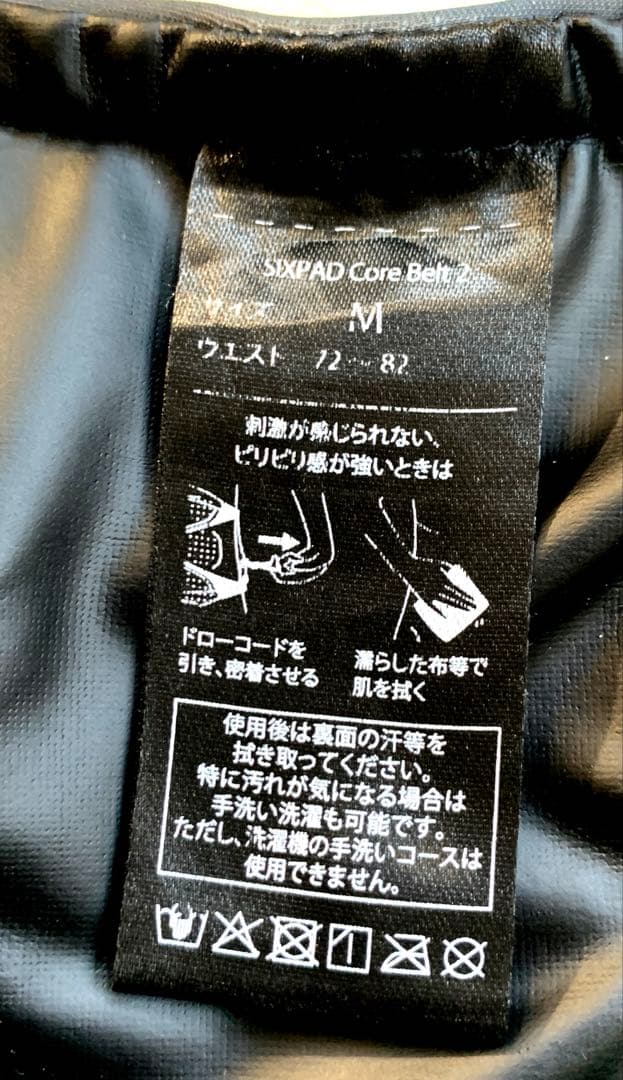 SIXPAD Core Belt 2
サイズ M
ウエスト 72 – 82
刺激が感じられない、
ピリピリ感が強いときは
ドローコードを
引き、密着させる
濡らした布等で
肌を拭く
使用後は裏面の汗等を
拭き取ってください。
特に汚れが気になる場合は
手洗い洗濯も可能です。
ただし、洗濯機の手洗いコースは
使用できません。